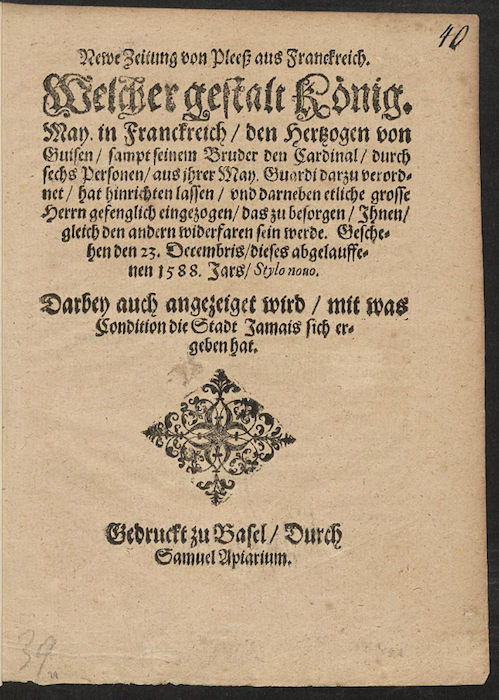 40
Newe Zeitung von Pleeß aus Franckreich.
Welcher gestalt König.
May. in Franckreich / den Hertzogen von
Guisen / sampt seinem Bruder den Cardinal / durch
sechs Personen / aus ihrer May. Guardi darzu verord-
net / hat hinrichten lassen / vnd darneben etliche grosse
Herrn gefenglich eingezogen / das zu besorgen / Ihnen /
gleich den andern widerfaren sein werde. Gesche-
hen den 23. Decembris / dieses abgelauffe-
nen 1588. Jars / Stylo nouo.
Darbey auch angezeiget wird / mit was
Condition die Stadt Jamais sich er-
geben hat.
Gedruckt zu Basel / Durch
Samuel Apiarium.
39